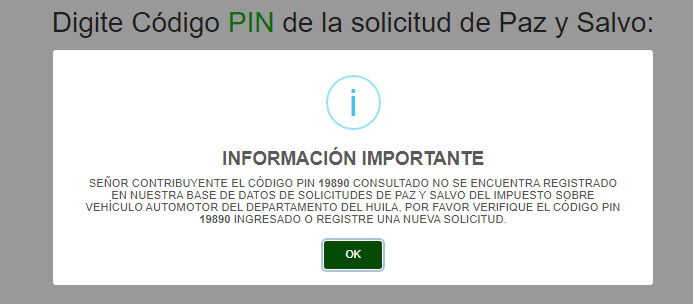 Digite Código PIN de la solicitud de Paz y Salvo:
i
INFORMACIÓN IMPORTANTE
SEÑOR CONTRIBUYENTE EL CÓDIGO PIN 19890 CONSULTADO NO SE ENCUENTRA REGISTRADO
EN NUESTRA BASE DE DATOS DE SOLICITUDES DE PAZ Y SALVO DEL IMPUESTO SOBRE
VEHÍCULO AUTOMOTOR DEL DEPARTAMENTO DEL HUILA, POR FAVOR VERIFIQUE EL CÓDIGO PIN
19890 INGRESADO O REGISTRE UNA NUEVA SOLICITUD.
OK